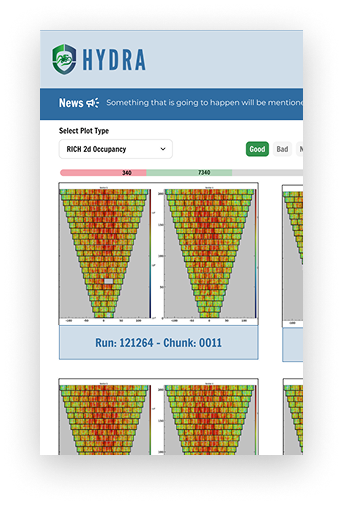 HYDRA
News
Something that is going to happen will be mentione
Select Plot Type
RICH 2d Occupancy
Good
Bad
N
340
7340
Run: 121264 - Chunk: 0011